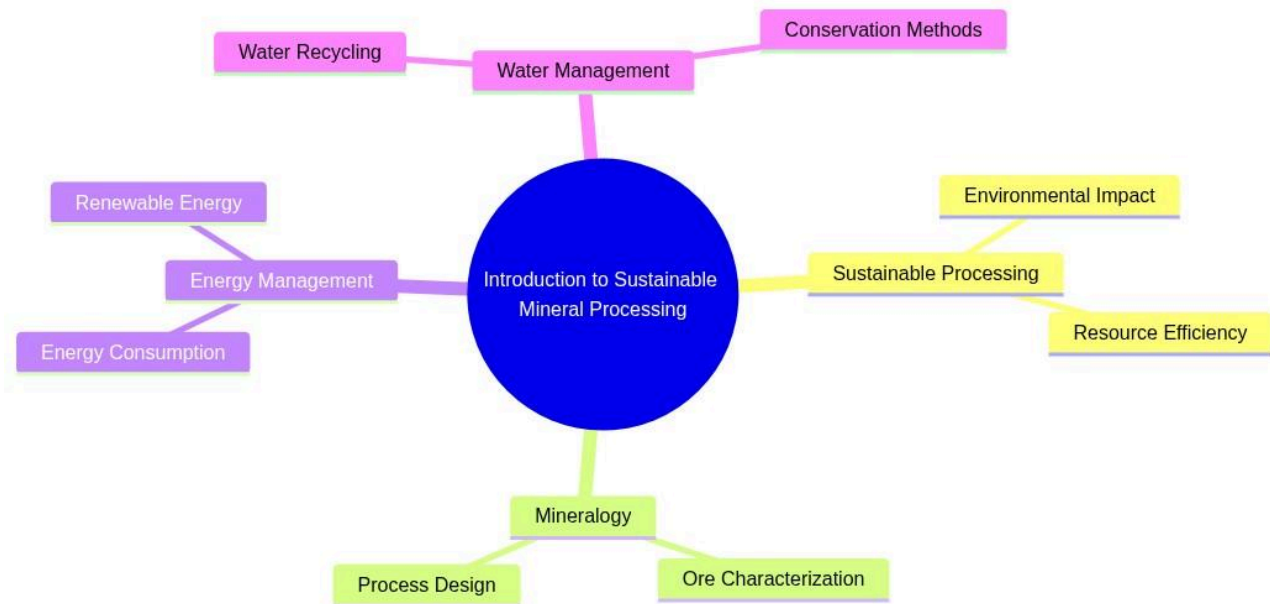 Conservation Methods
Water Recycling
Water Management
Renewable Energy
Environmental Impact
Energy Management
Introduction to Sustainable
Mineral Processing
Sustainable Processing
Energy Consumption
Resource Efficiency
Mineralogy
Process Design
Ore Characterization